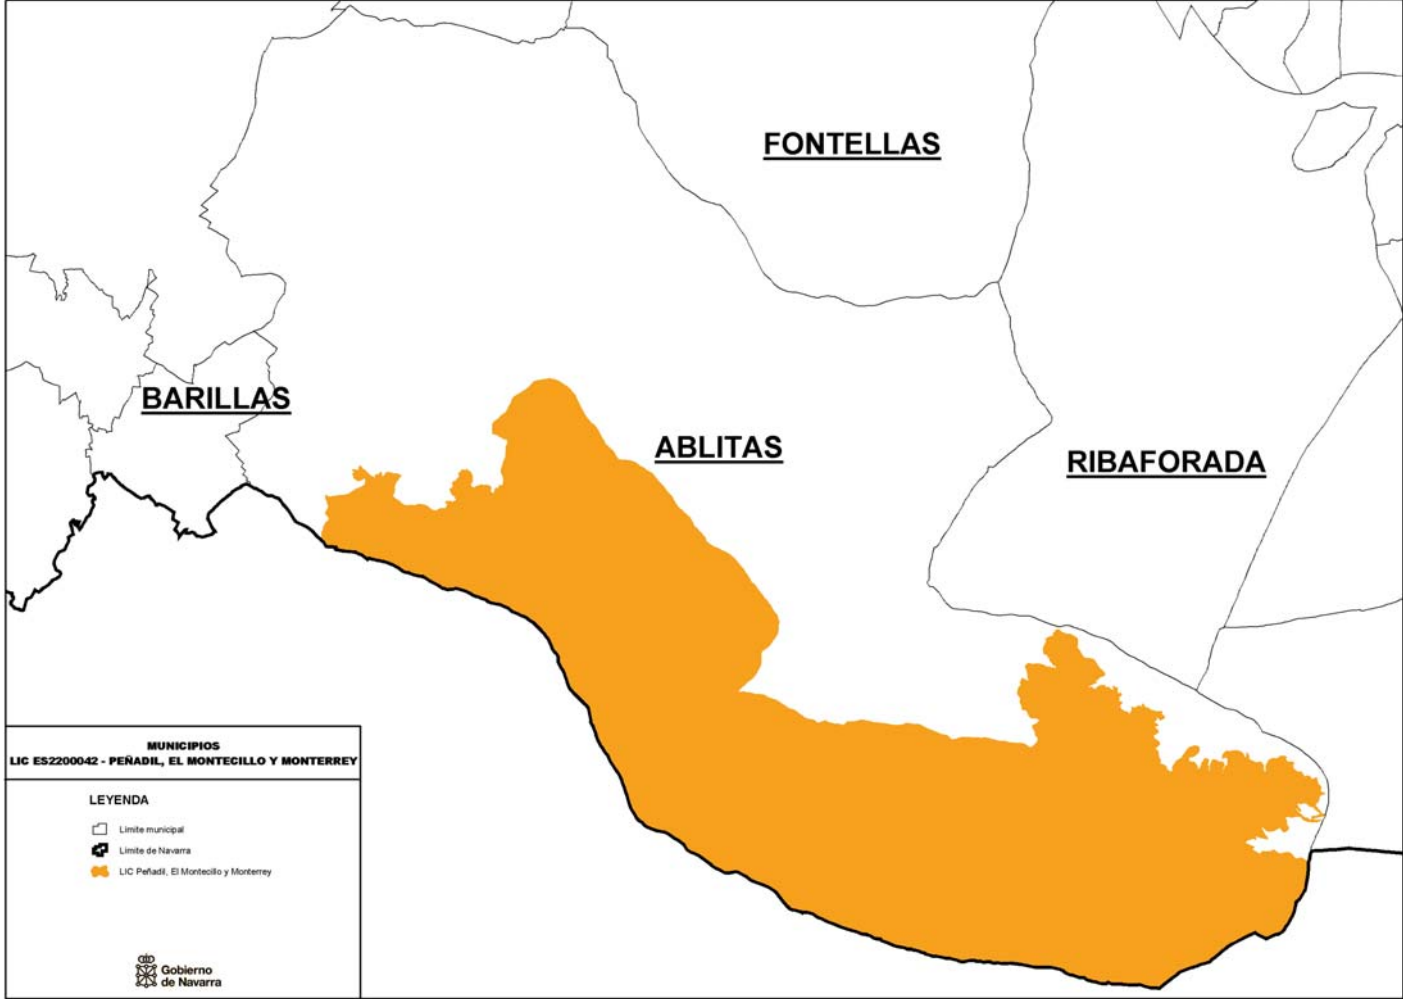 FONTELLAS
BARILLAS
ABLITAS
RIBAFORADA
MUNICIPIOS
LIC ES2200042 - PEÑADIL, EL MONTECILLO Y MONTERREY
LEYENDA
Límite municipal
Límite de Navarra
LIC Peñadil, El Montecillo y Monterrey
Gobierno
de Navarra